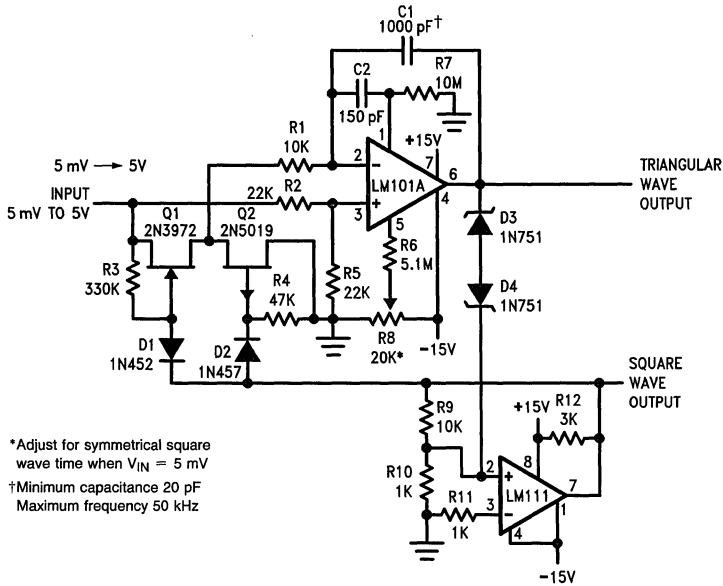 C1
1000 pF†
C2
150 pF
R7
10M
R1
10K
1
+15V
7
5 mV → 5V
2
−
LM101A
6
TRIANGULAR
WAVE
OUTPUT
INPUT
5 mV TO 5V
22K
R2
3
+
4
5
Q1
2N3972
Q2
2N5019
R6
5.1M
D3
1N751
R3
330K
R4
47K
R5
22K
D4
1N751
R8
20K*
−15V
D1
1N452
D2
1N457
SQUARE
WAVE
OUTPUT
R9
10K
+15V
R12
3K
*Adjust for symmetrical square
wave time when VIN = 5 mV
†Minimum capacitance 20 pF
Maximum frequency 50 kHz
R10
1K
R11
1K
2
+
8
LM111
7
3
−
1
4
−15V